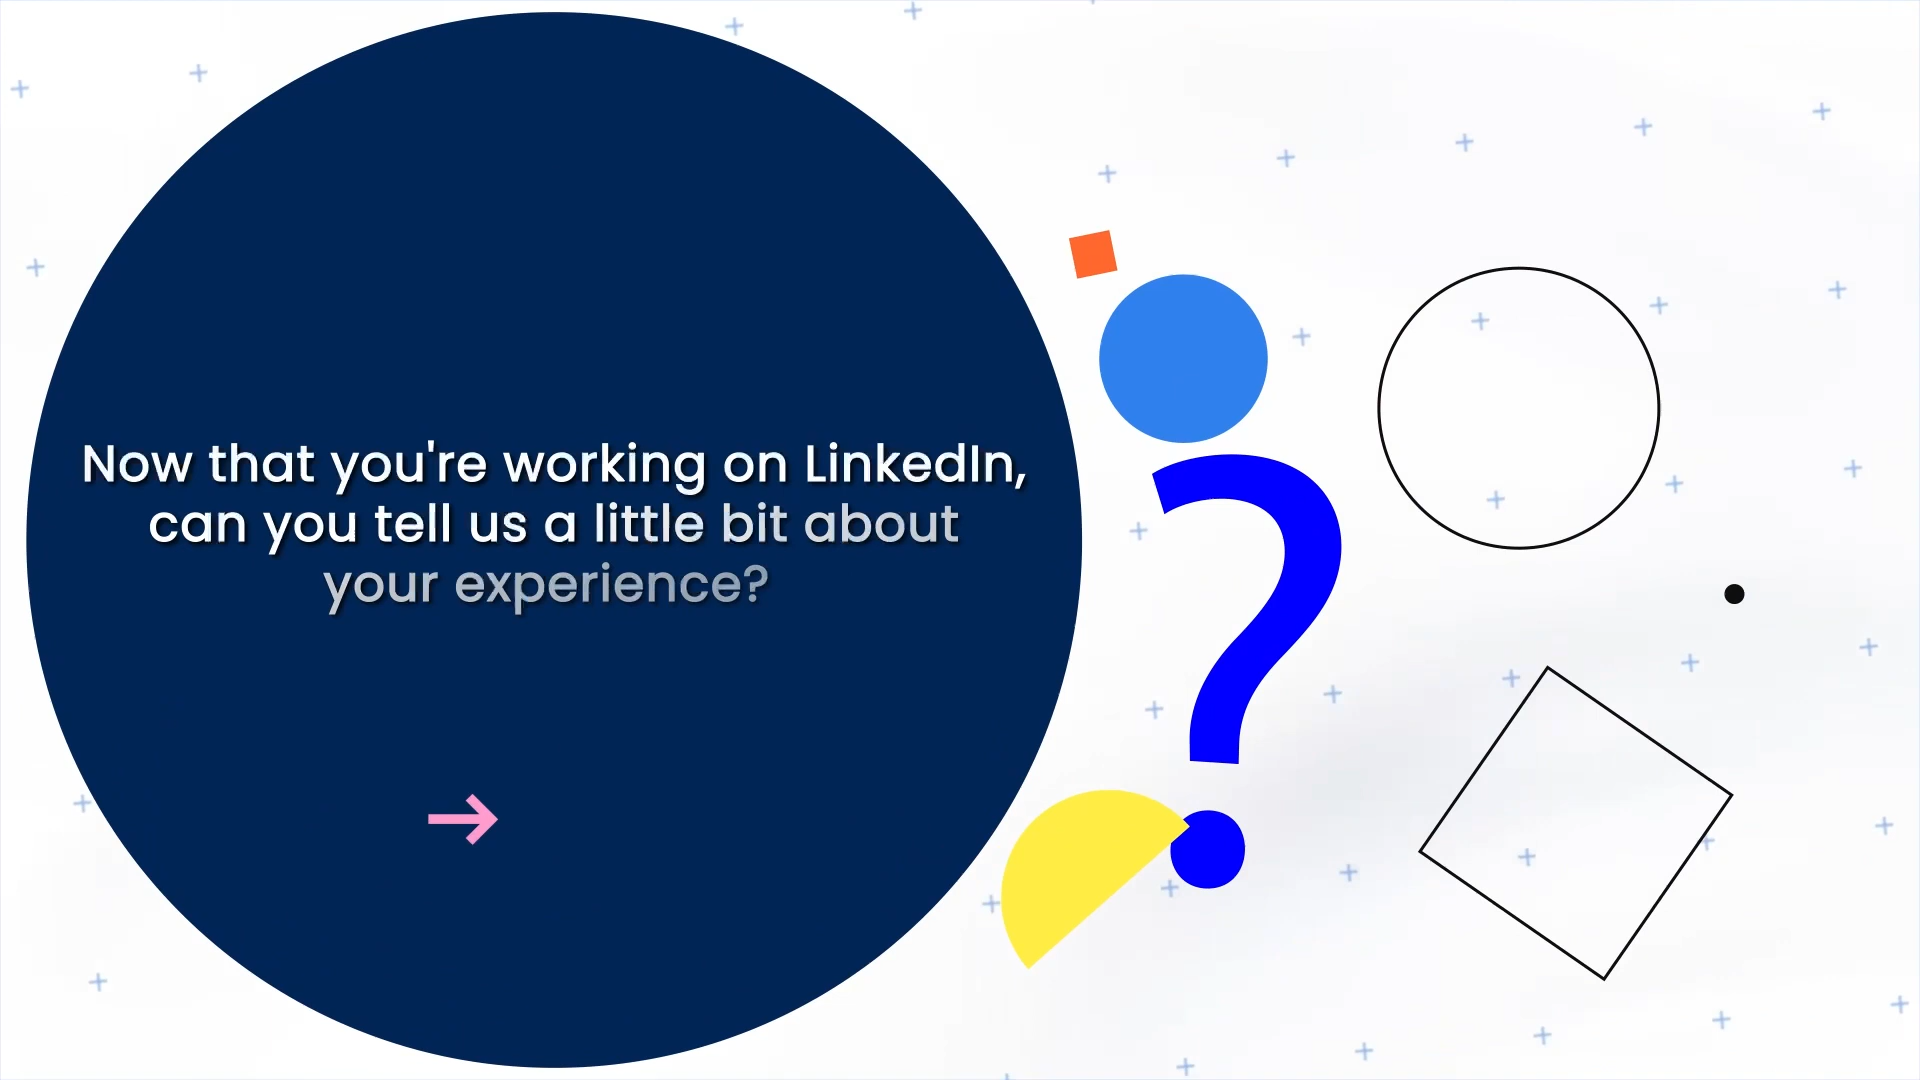 Now that you're working on LinkedIn,
can you tell us a little bit about
your experience?
?